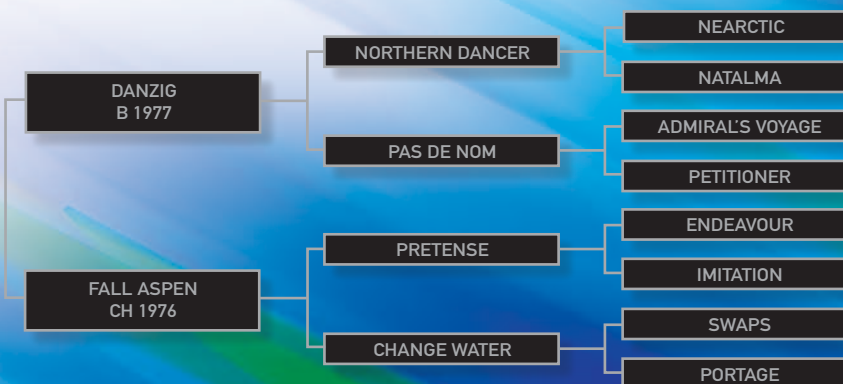 DANZIG
B 1977
NORTHERN DANCER
NEARCTIC
NATALMA
PAS DE NOM
ADMIRAL'S VOYAGE
PETITIONER
FALL ASPEN
CH 1976
PRETENSE
ENDEAVOUR
IMITATION
CHANGE WATER
SWAPS
PORTAGE